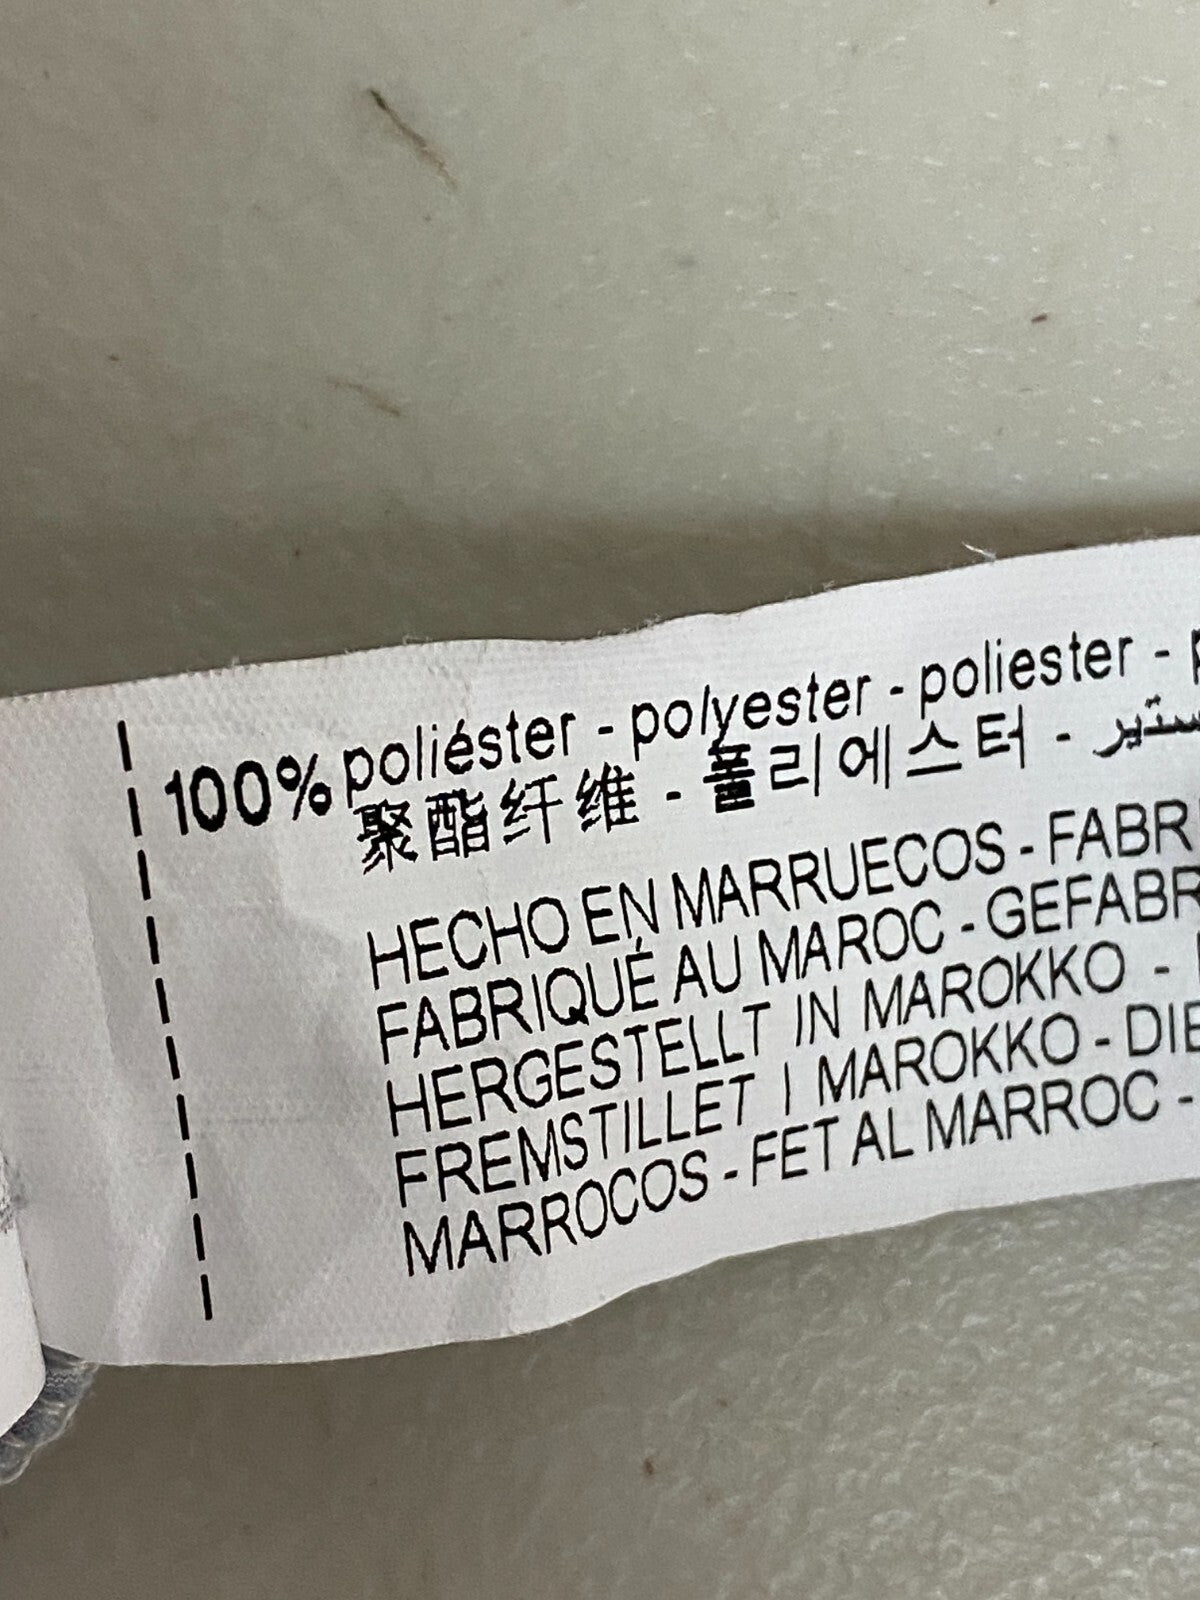 100% poliéster - polyester - poliester -
聚酯纤维 - 폴리에스터 -
HECHO EN MARRUECOS - FABR
FABRIQUÉ AU MAROC - GEFABR
HERGESTELLT IN MAROKKO -
FREMSTILLET I MAROKKO - DIE
MARROCOS - FET AL MARROC -